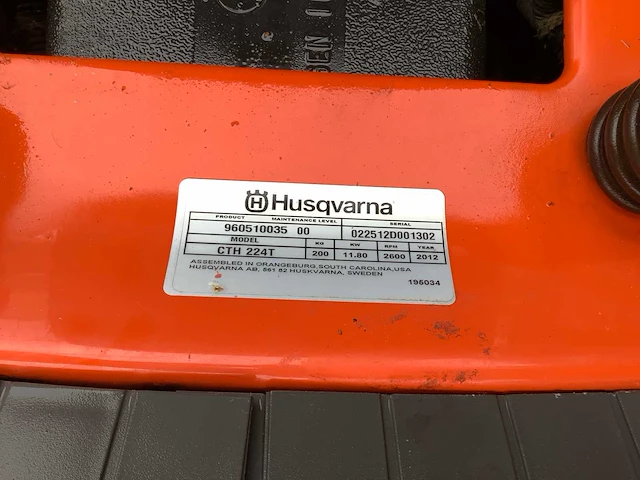 H Husqvarna
PRODUCT MAINTENANCE LEVEL SERIAL
960510035 00 022512D001302
MODEL KG KW RPM YEAR
CTH 224T 200 11.80 2600 2012
ASSEMBLED IN ORANGEBURG,SOUTH CAROLINA,USA
HUSQVARNA AB, 561 82 HUSKVARNA, SWEDEN
195034